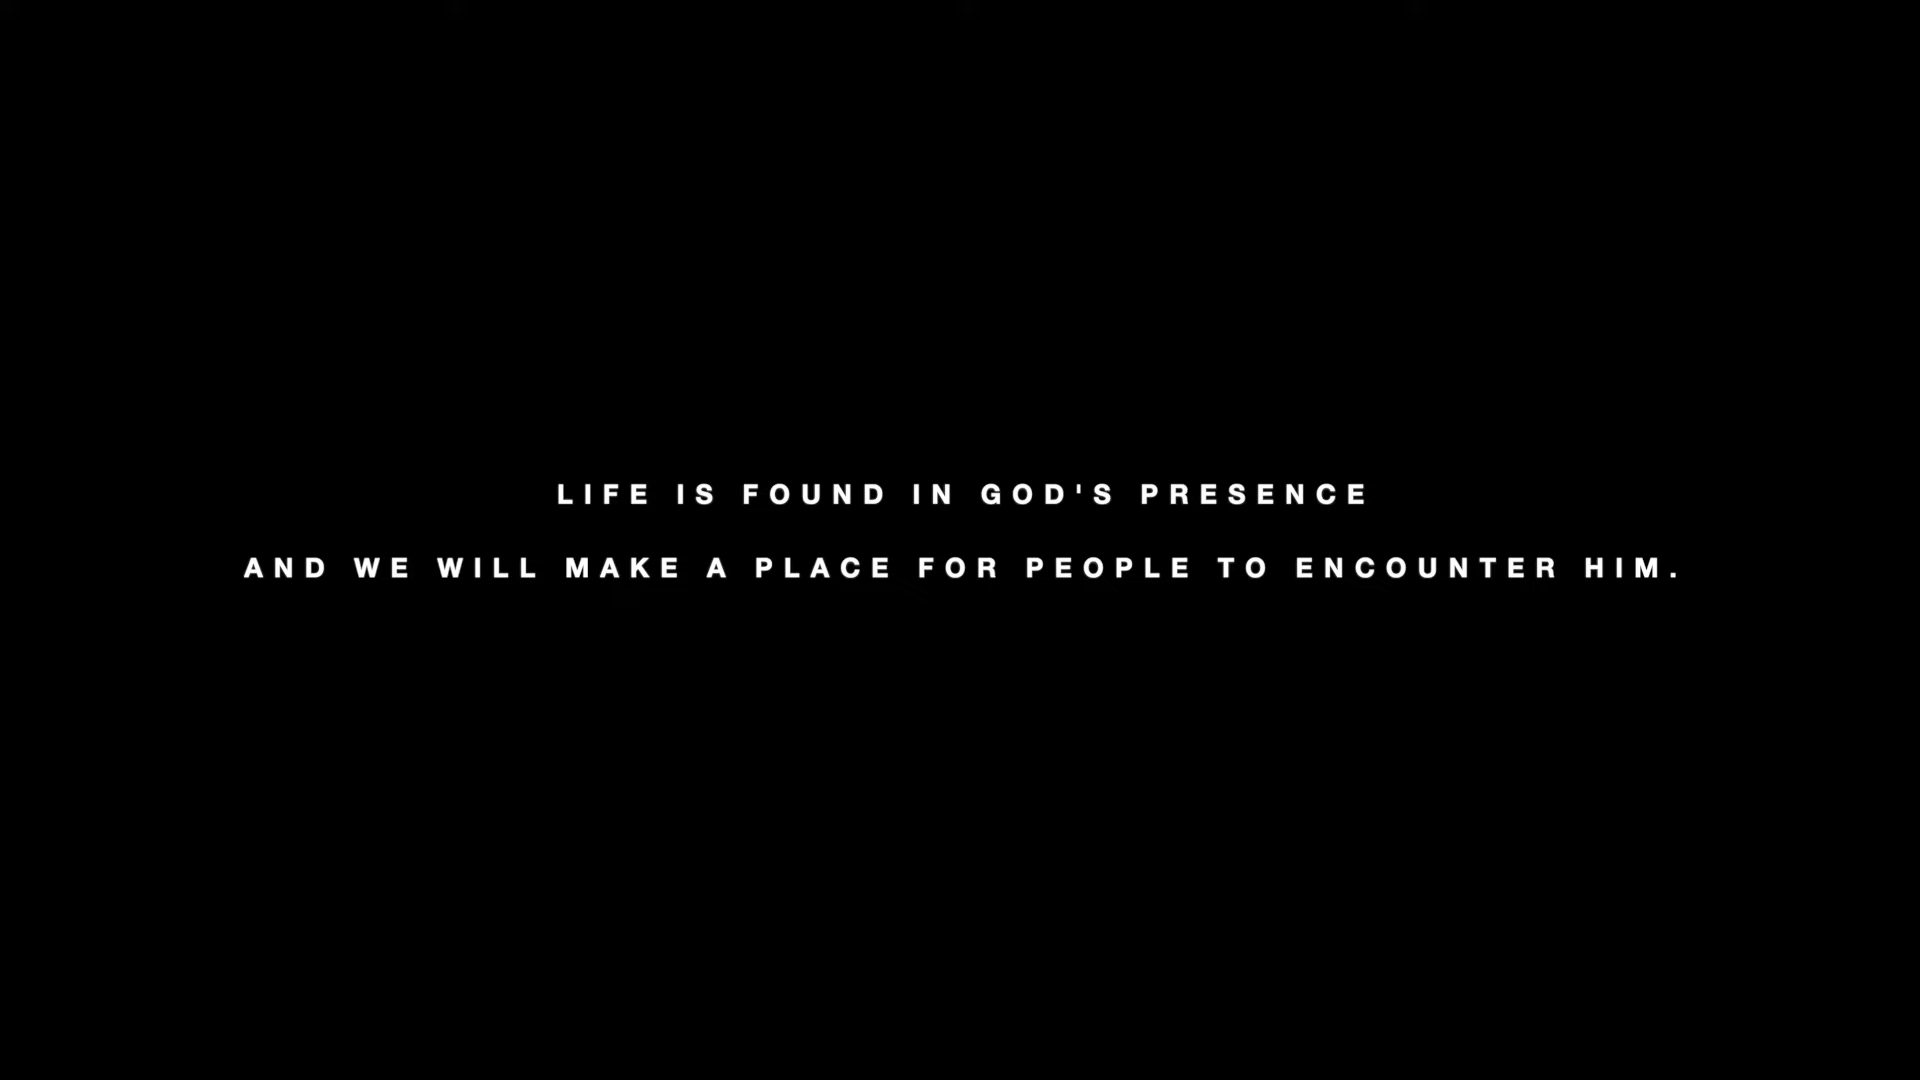 LIFE IS FOUND IN GOD'S PRESENCE
AND WE WILL MAKE A PLACE FOR PEOPLE TO ENCOUNTER HIM.